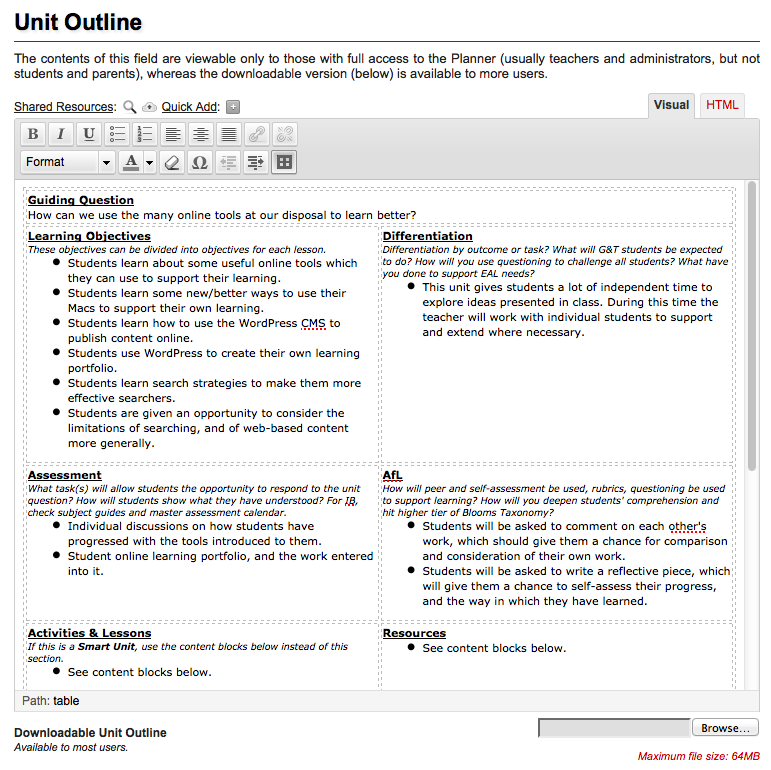 Unit Outline
The contents of this field are viewable only to those with full access to the Planner (usually teachers and administrators, but not
students and parents), whereas the downloadable version (below) is available to more users.
Shared Resources: Quick Add: +
Visual HTML
B I U
Format A Ω
Guiding Question
How can we use the many online tools at our disposal to learn better?
Learning Objectives
These objectives can be divided into objectives for each lesson.
• Students learn about some useful online tools which
they can use to support their learning.
• Students learn some new/better ways to use their
Macs to support their own learning.
• Students learn how to use the WordPress CMS to
publish content online.
• Students use WordPress to create their own learning
portfolio.
• Students learn search strategies to make them more
effective searchers.
• Students are given an opportunity to consider the
limitations of searching, and of web-based content
more generally.
Differentiation
Differentiation by outcome or task? What will G&T students be expected
to do? How will you use questioning to challenge all students? What have
you done to support EAL needs?
• This unit gives students a lot of independent time to
explore ideas presented in class. During this time the
teacher will work with individual students to support
and extend where necessary.
Assessment
What task(s) will allow students the opportunity to respond to the unit
question? How will students show what they have understood? For IB,
check subject guides and master assessment calendar.
• Individual discussions on how students have
progressed with the tools introduced to them.
• Student online learning portfolio, and the work entered
into it.
AfL
How will peer and self-assessment be used, rubrics, questioning be used
to support learning? How will you deepen students' comprehension and
hit higher tier of Blooms Taxonomy?
• Students will be asked to comment on each other's
work, which should give them a chance for comparison
and consideration of their own work.
• Students will be asked to write a reflective piece, which
will give them a chance to self-assess their progress,
and the way in which they have learned.
Activities & Lessons
If this is a Smart Unit, use the content blocks below instead of this
section.
• See content blocks below.
Resources
• See content blocks below.
Path: table
Downloadable Unit Outline
Available to most users.
Browse...
Maximum file size: 64MB